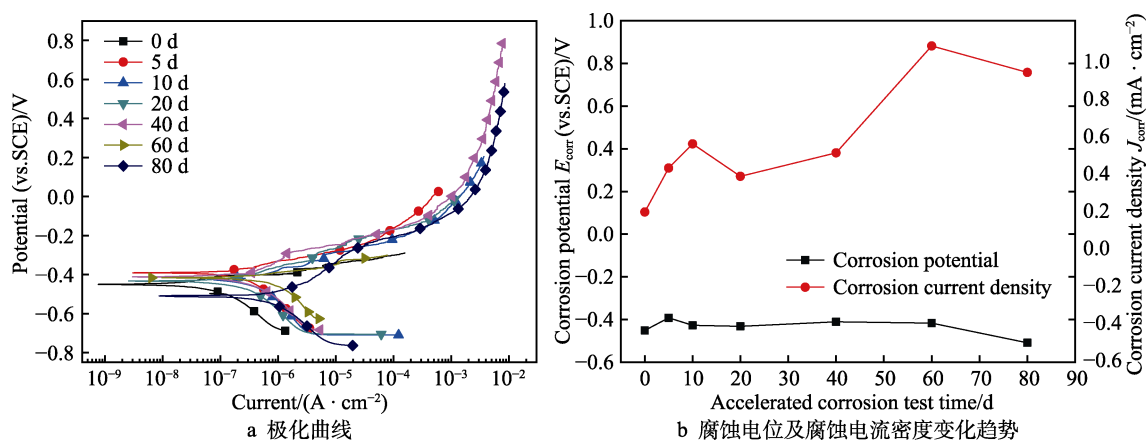 Potential (vs.SCE)/V
0.8
0.6
0.4
0.2
0.0
−0.2
−0.4
−0.6
−0.8
0 d
5 d
10 d
20 d
40 d
60 d
80 d
10⁻⁹ 10⁻⁸ 10⁻⁷ 10⁻⁶ 10⁻⁵ 10⁻⁴ 10⁻³ 10⁻²
Current/(A · cm⁻²)
a 极化曲线
Corrosion potential E_corr (vs.SCE)/V
1.0
0.8
0.6
0.4
0.2
0.0
−0.2
−0.4
−0.6
Corrosion potential
Corrosion current density
1.0
0.8
0.6
0.4
0.2
0.0
−0.2
−0.4
−0.6
Corrosion current density J_corr/(mA · cm⁻²)
0 10 20 30 40 50 60 70 80 90
Accelerated corrosion test time/d
b 腐蚀电位及腐蚀电流密度变化趋势